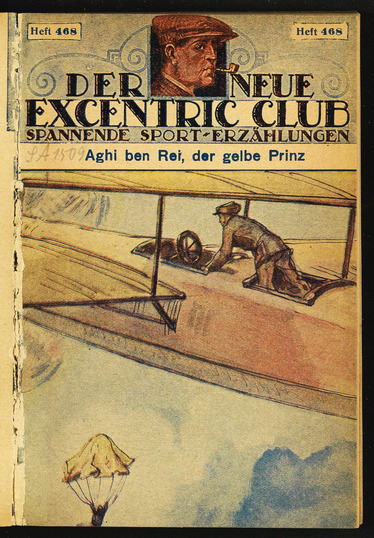 Heft 468
Heft 468
DER NEUE
EXCENTRIC CLUB
SPANNENDE SPORT-ERZÄHLUNGEN
Aghi ben Rei, der gelbe Prinz